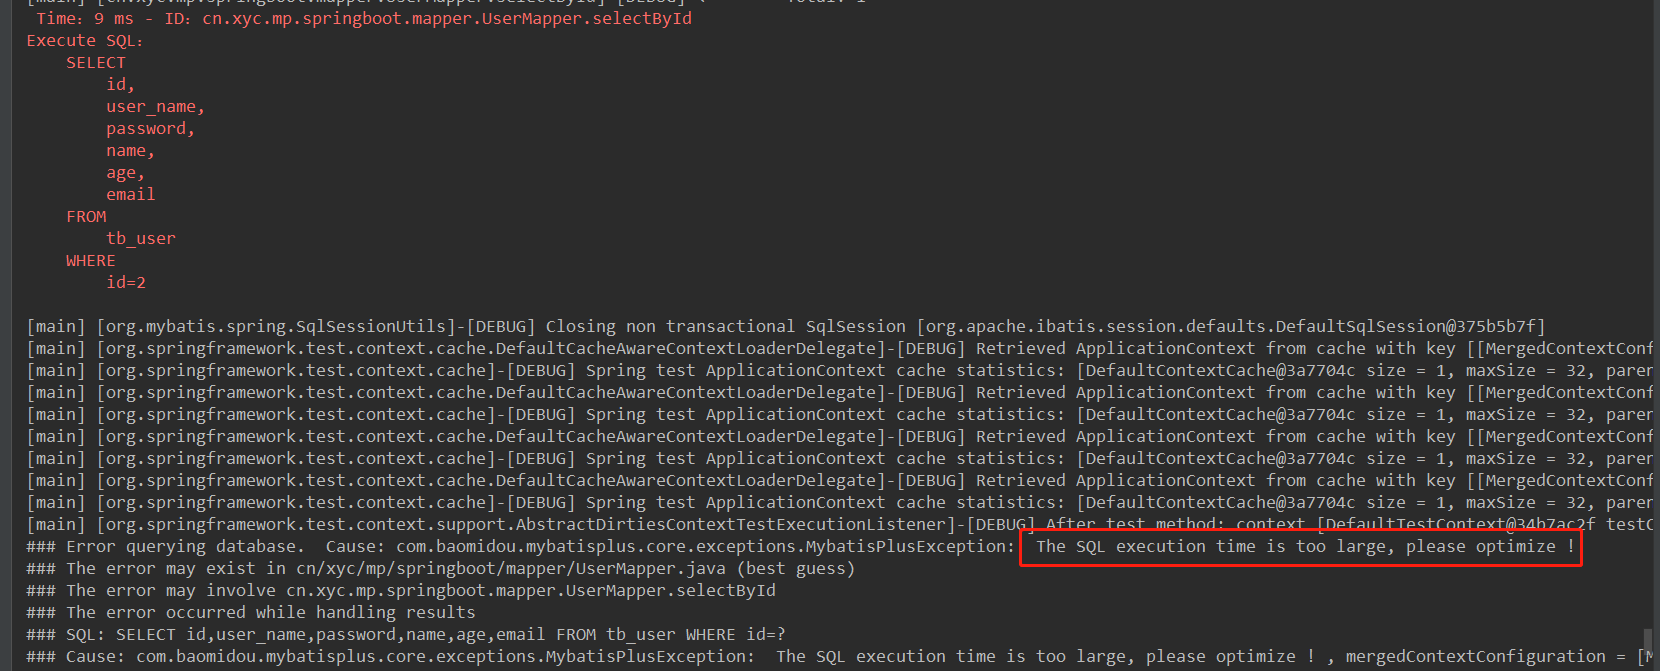 [main] [cn.xyc.mp.springboot.mapper.UserMapper.selectById]-[DEBUG] <== Total: 1
Time: 9 ms - ID: cn.xyc.mp.springboot.mapper.UserMapper.selectById
Execute SQL:
SELECT
id,
user_name,
password,
name,
age,
email
FROM
tb_user
WHERE
id=2
[main] [org.mybatis.spring.SqlSessionUtils]-[DEBUG] Closing non transactional SqlSession [org.apache.ibatis.session.defaults.DefaultSqlSession@375b5b7f]
[main] [org.springframework.test.context.cache.DefaultCacheAwareContextLoaderDelegate]-[DEBUG] Retrieved ApplicationContext from cache with key [[MergedContextConf
[main] [org.springframework.test.context.cache]-[DEBUG] Spring test ApplicationContext cache statistics: [DefaultContextCache@3a7704c size = 1, maxSize = 32, paren
[main] [org.springframework.test.context.cache.DefaultCacheAwareContextLoaderDelegate]-[DEBUG] Retrieved ApplicationContext from cache with key [[MergedContextConf
[main] [org.springframework.test.context.cache]-[DEBUG] Spring test ApplicationContext cache statistics: [DefaultContextCache@3a7704c size = 1, maxSize = 32, paren
[main] [org.springframework.test.context.cache.DefaultCacheAwareContextLoaderDelegate]-[DEBUG] Retrieved ApplicationContext from cache with key [[MergedContextConf
[main] [org.springframework.test.context.cache]-[DEBUG] Spring test ApplicationContext cache statistics: [DefaultContextCache@3a7704c size = 1, maxSize = 32, paren
[main] [org.springframework.test.context.cache.DefaultCacheAwareContextLoaderDelegate]-[DEBUG] Retrieved ApplicationContext from cache with key [[MergedContextConf
[main] [org.springframework.test.context.cache]-[DEBUG] Spring test ApplicationContext cache statistics: [DefaultContextCache@3a7704c size = 1, maxSize = 32, paren
[main] [org.springframework.test.context.support.AbstractDirtiesContextTestExecutionListener]-[DEBUG] After test method: context [DefaultTestContext@34b7ac2f testC
### Error querying database.  Cause: com.baomidou.mybatisplus.core.exceptions.MybatisPlusException:  The SQL execution time is too large, please optimize !
### The error may exist in cn/xyc/mp/springboot/mapper/UserMapper.java (best guess)
### The error may involve cn.xyc.mp.springboot.mapper.UserMapper.selectById
### The error occurred while handling results
### SQL: SELECT id,user_name,password,name,age,email FROM tb_user WHERE id=?
### Cause: com.baomidou.mybatisplus.core.exceptions.MybatisPlusException:  The SQL execution time is too large, please optimize ! , mergedContextConfiguration = [M